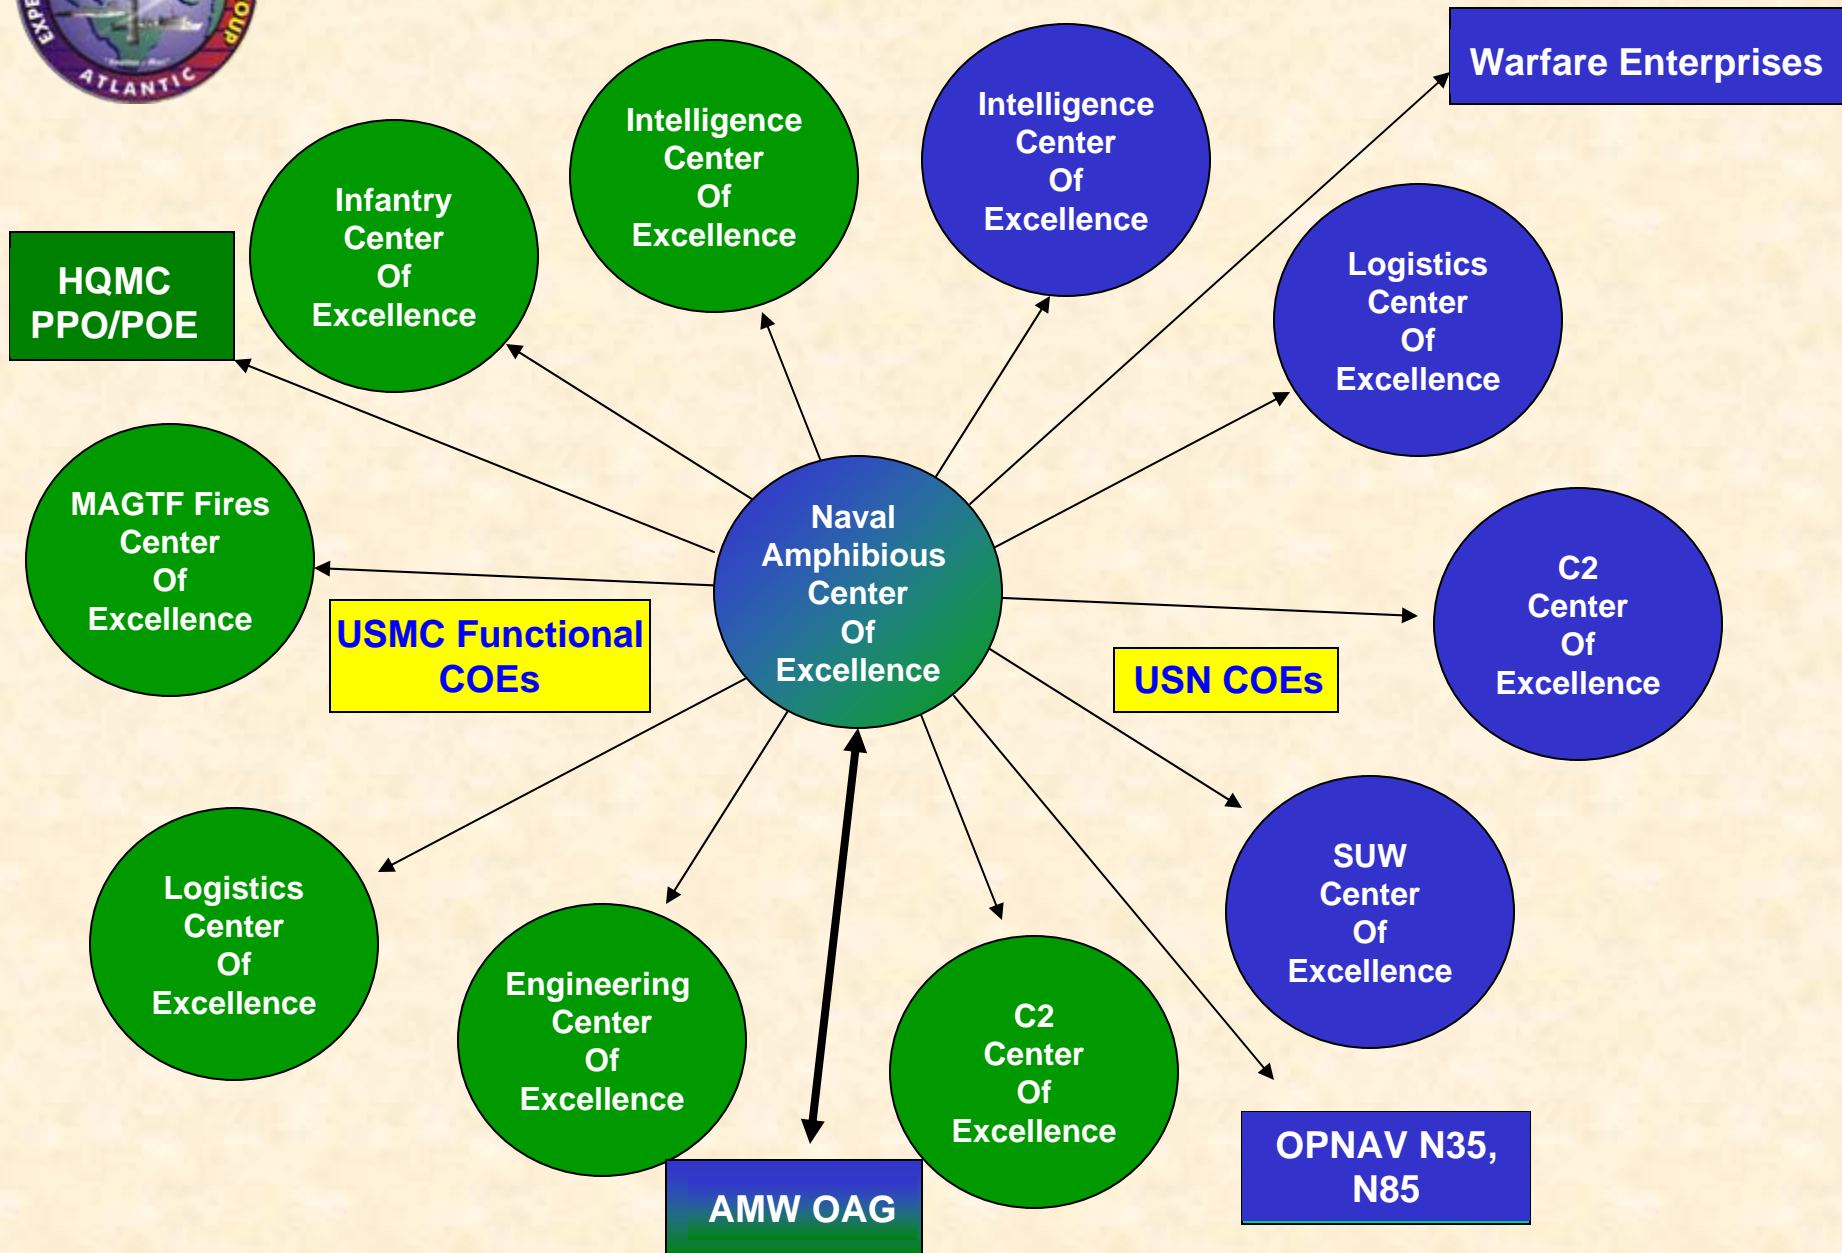 ATLANTIC
Warfare Enterprises
Intelligence
Center
Of
Excellence
Intelligence
Center
Of
Excellence
Infantry
Center
Of
Excellence
HQMC
PPO/POE
Logistics
Center
Of
Excellence
MAGTF Fires
Center
Of
Excellence
Naval
Amphibious
Center
Of
Excellence
C2
Center
Of
Excellence
USMC Functional
COEs
USN COEs
Logistics
Center
Of
Excellence
SUW
Center
Of
Excellence
Engineering
Center
Of
Excellence
C2
Center
Of
Excellence
AMW OAG
OPNAV N35,
N85